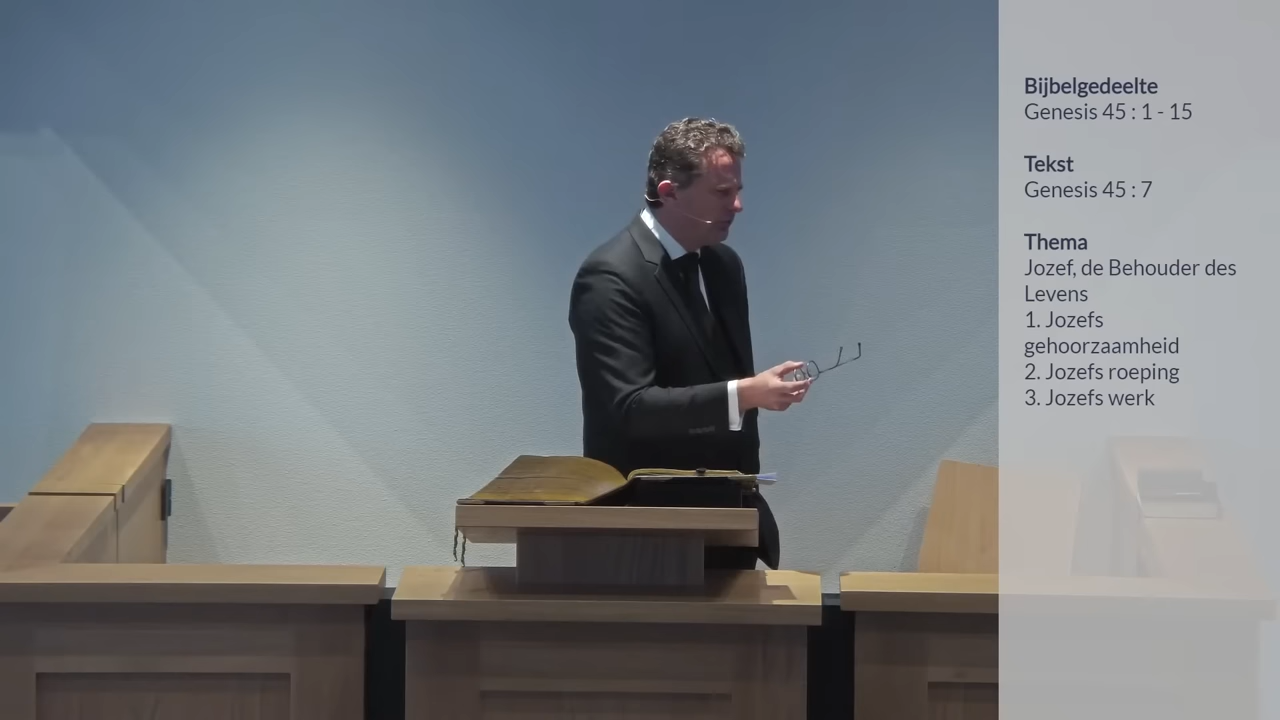 Bijbelgedeelte
Genesis 45 : 1 - 15
Tekst
Genesis 45 : 7
Thema
Jozef, de Behouder des
Levens
1. Jozefs
gehoorzaamheid
2. Jozefs roeping
3. Jozefs werk